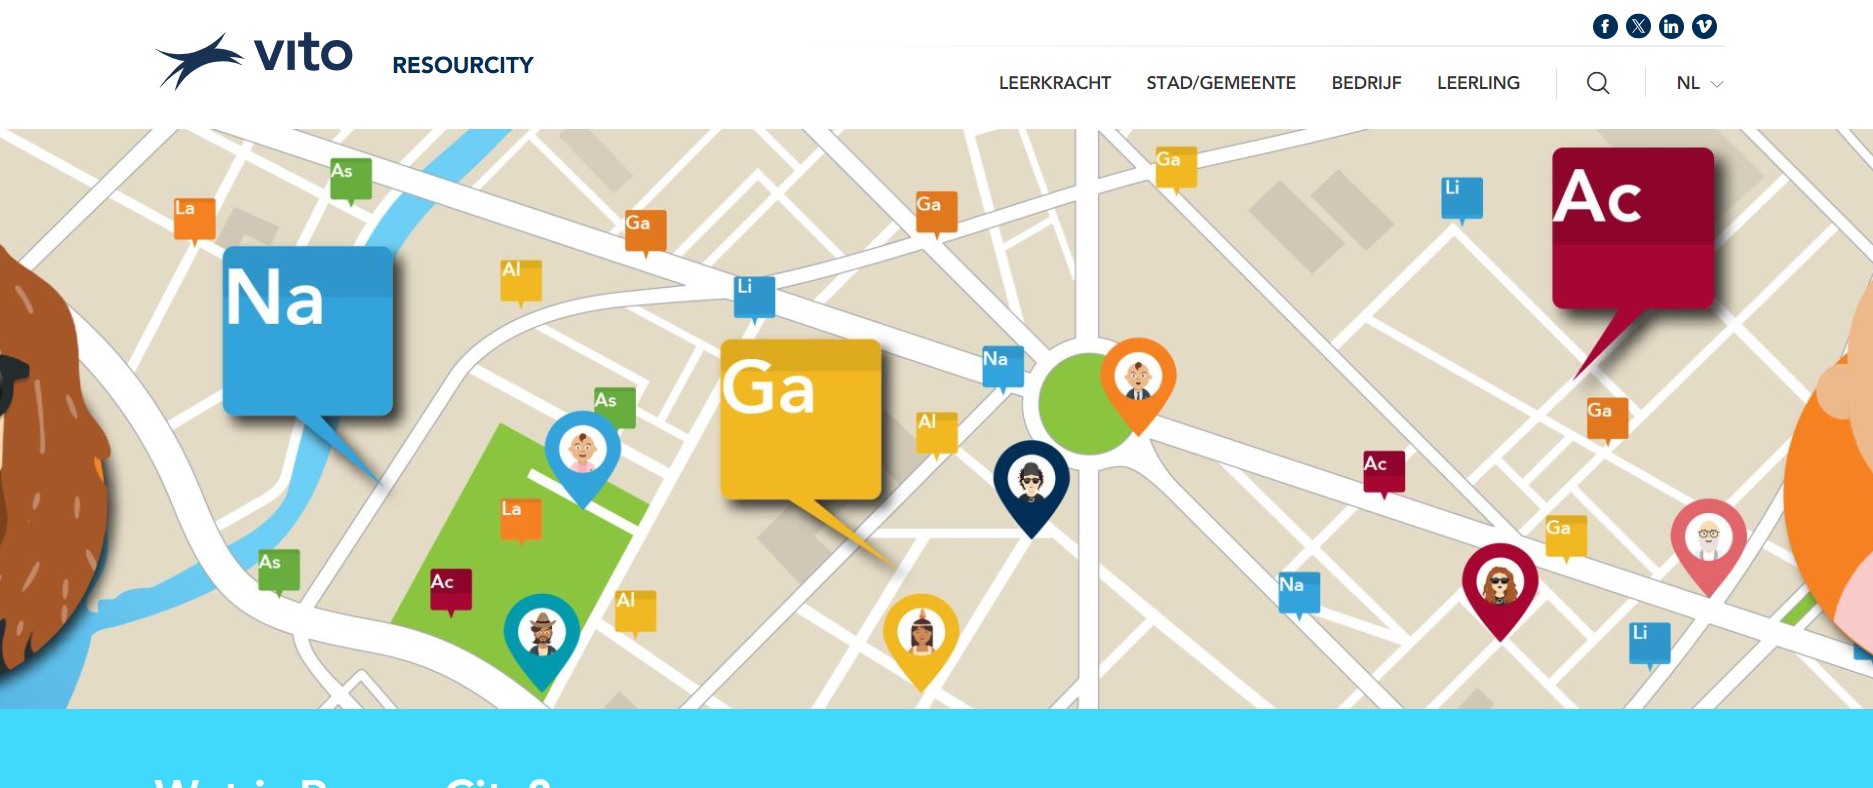 vito
RESOURCITY
LEERKRACHT
STAD/GEMEENTE
BEDRIJF
LEERLING
NL
Ga
As
Li
Ac
La
Ga
Ga
Na
Al
Li
Ga
Na
As
Ga
Al
Ac
La
Ga
As
Ac
Na
Al
Li